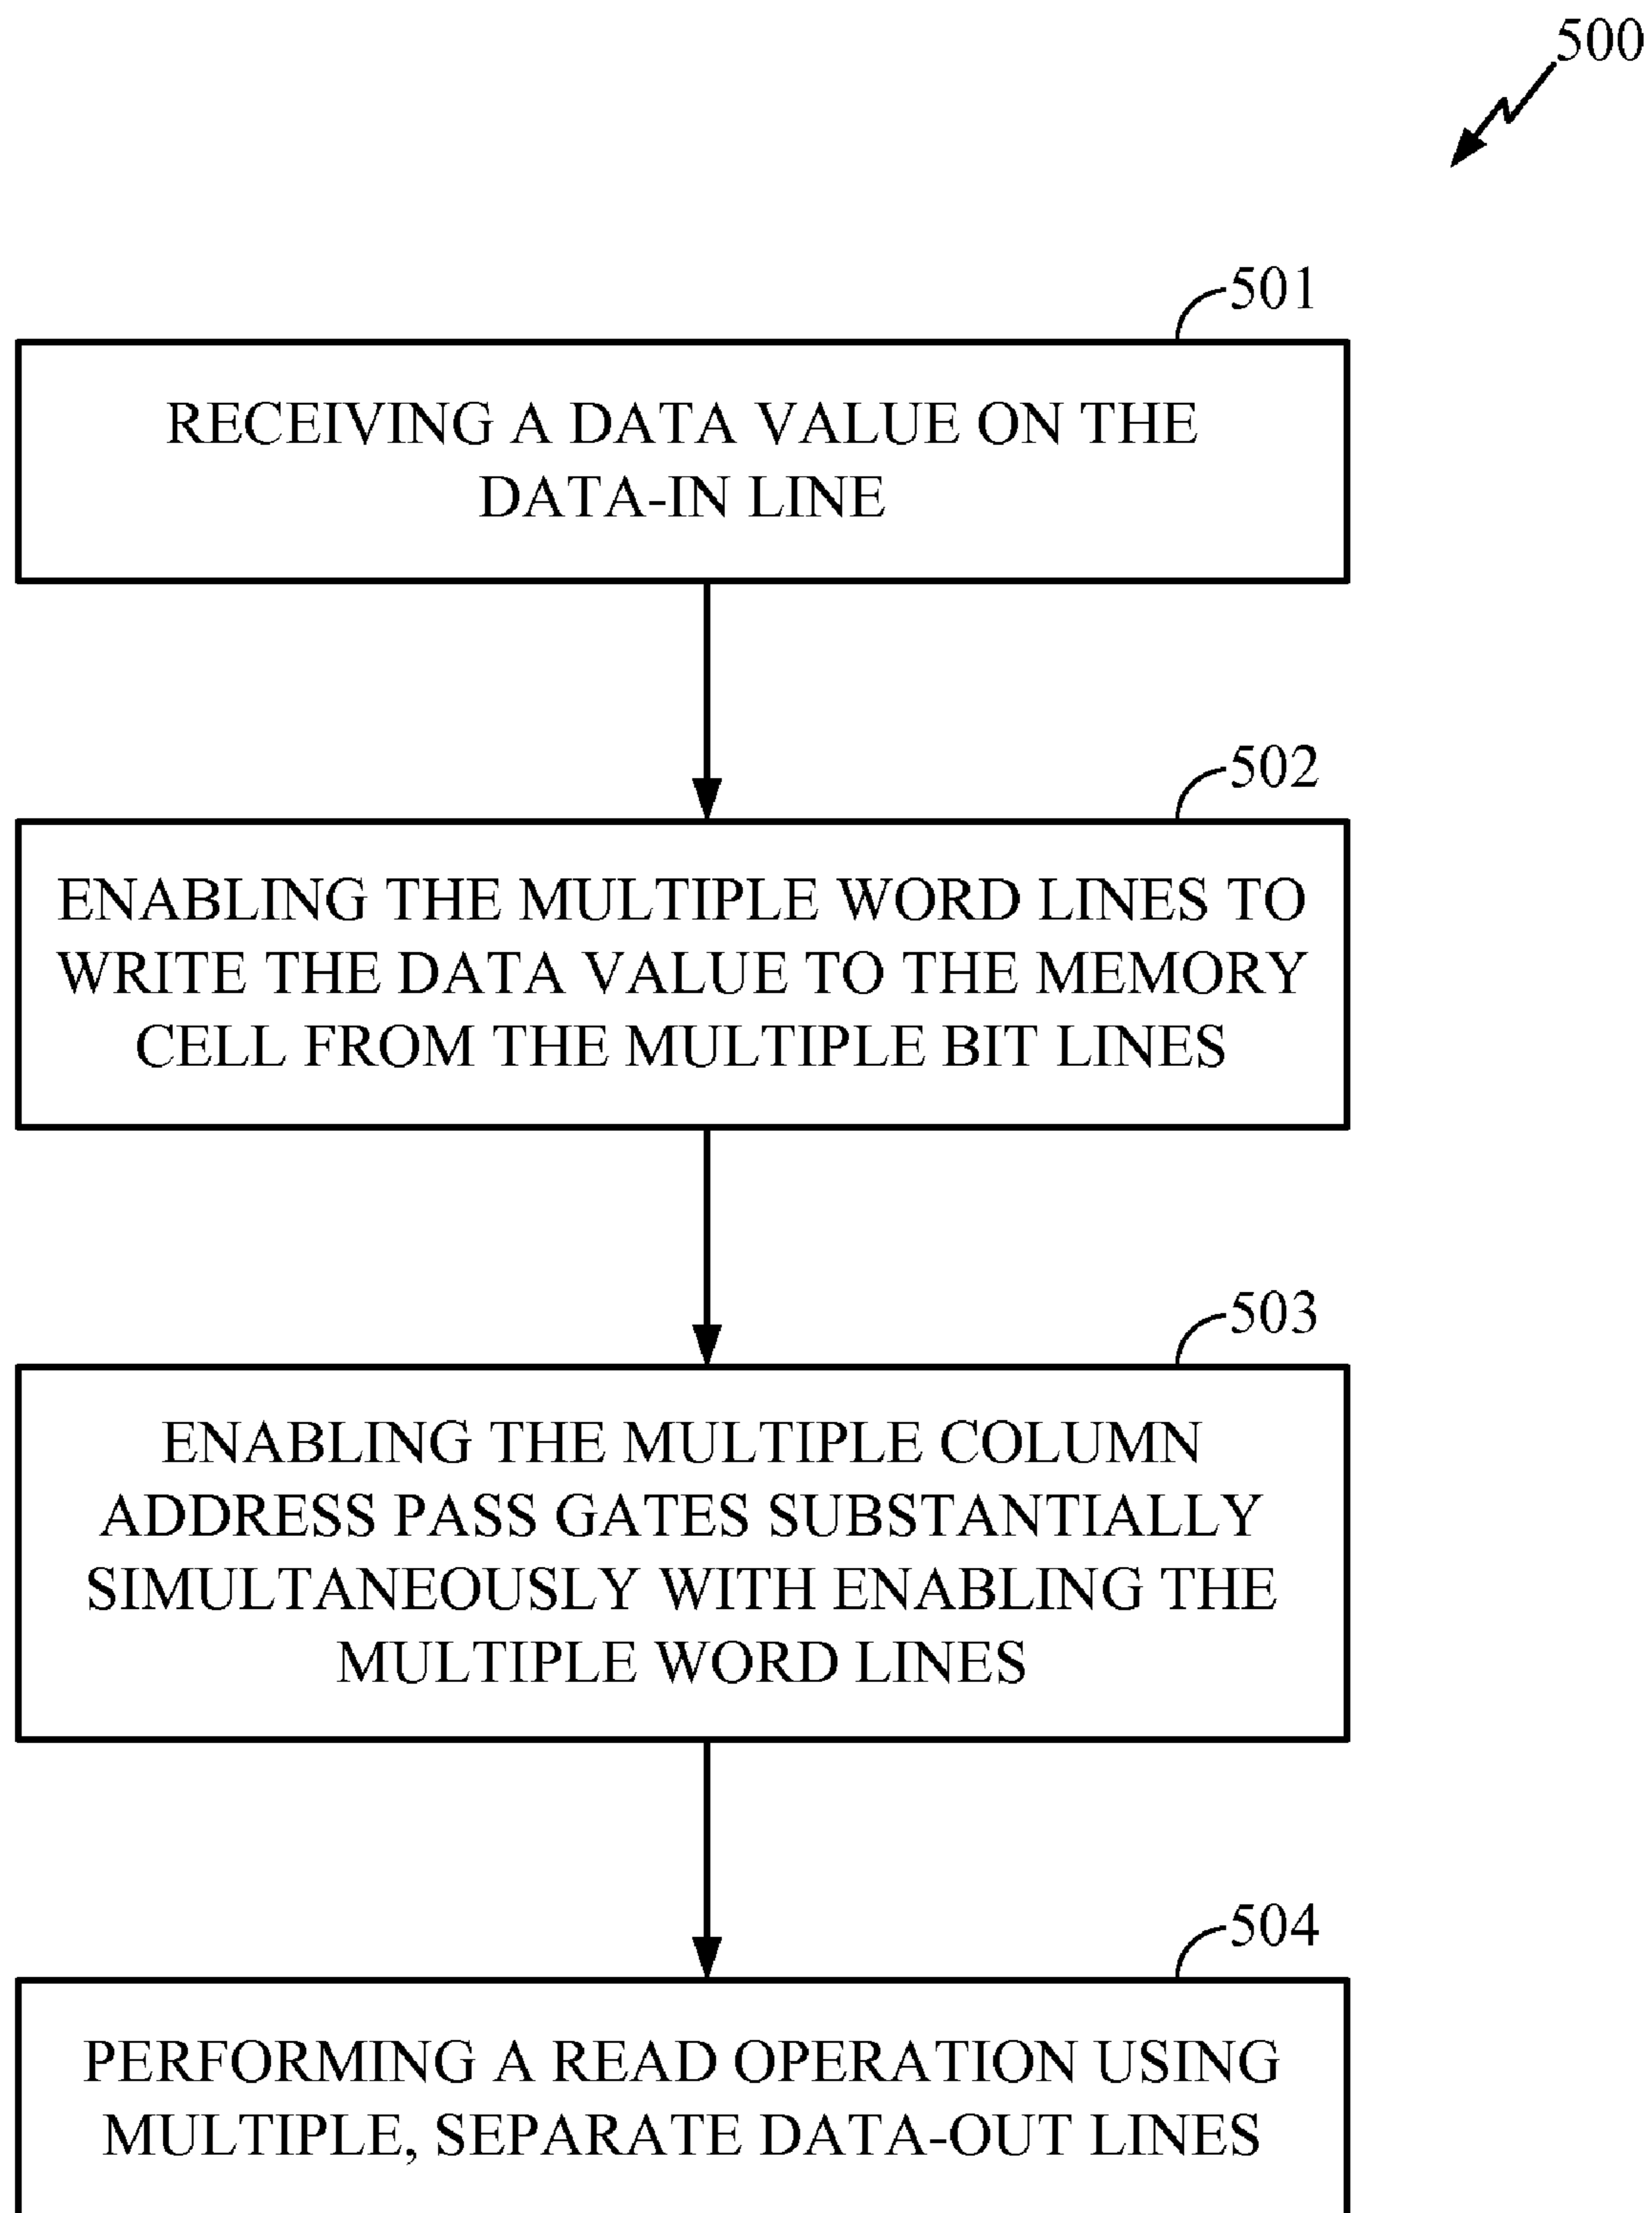 500
501
RECEIVING A DATA VALUE ON THE
DATA-IN LINE
502
ENABLING THE MULTIPLE WORD LINES TO
WRITE THE DATA VALUE TO THE MEMORY
CELL FROM THE MULTIPLE BIT LINES
503
ENABLING THE MULTIPLE COLUMN
ADDRESS PASS GATES SUBSTANTIALLY
SIMULTANEOUSLY WITH ENABLING THE
MULTIPLE WORD LINES
504
PERFORMING A READ OPERATION USING
MULTIPLE, SEPARATE DATA-OUT LINES